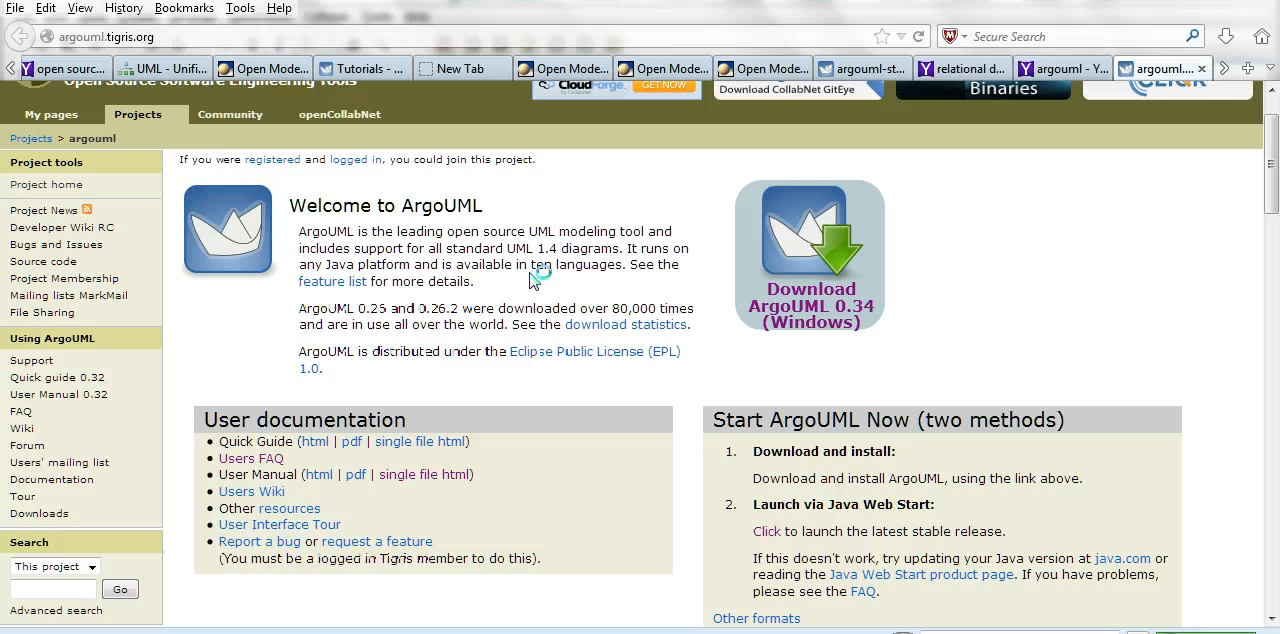 File Edit View History Bookmarks Tools Help
argouml.tigris.org
Secure Search
open sourc...
UML - Unifi...
Open Mode...
Tutorials - ...
New Tab
Open Mode...
Open Mode...
Open Mode...
argouml-st...
relational d...
argouml - Y...
argouml....
Open Source Software Engineering Tools
CloudForge.
GET NOW
Download CollabNet GitEye
Binaries
My pages
Projects
Community
openCollabNet
Projects > argouml
Project tools
Project home
Project News
Developer Wiki RC
Bugs and Issues
Source code
Project Membership
Mailing lists MarkMail
File Sharing
Using ArgoUML
Support
Quick guide 0.32
User Manual 0.32
FAQ
Wiki
Forum
Users' mailing list
Documentation
Tour
Downloads
Search
This project
Go
Advanced search
If you were registered and logged in, you could join this project.
Welcome to ArgoUML
ArgoUML is the leading open source UML modeling tool and
includes support for all standard UML 1.4 diagrams. It runs on
any Java platform and is available in ten languages. See the
feature list for more details.
ArgoUML 0.26 and 0.26.2 were downloaded over 80,000 times
and are in use all over the world. See the download statistics.
ArgoUML is distributed under the Eclipse Public License (EPL)
1.0.
Download
ArgoUML 0.34
(Windows)
User documentation
• Quick Guide (html | pdf | single file html)
• Users FAQ
• User Manual (html | pdf | single file html)
• Users Wiki
• Other resources
• User Interface Tour
• Report a bug or request a feature
(You must be a logged in Tigris member to do this).
Start ArgoUML Now (two methods)
1. Download and install:
Download and install ArgoUML, using the link above.
2. Launch via Java Web Start:
Click to launch the latest stable release.
If this doesn't work, try updating your Java version at java.com or
reading the Java Web Start product page. If you have problems,
please see the FAQ.
Other formats